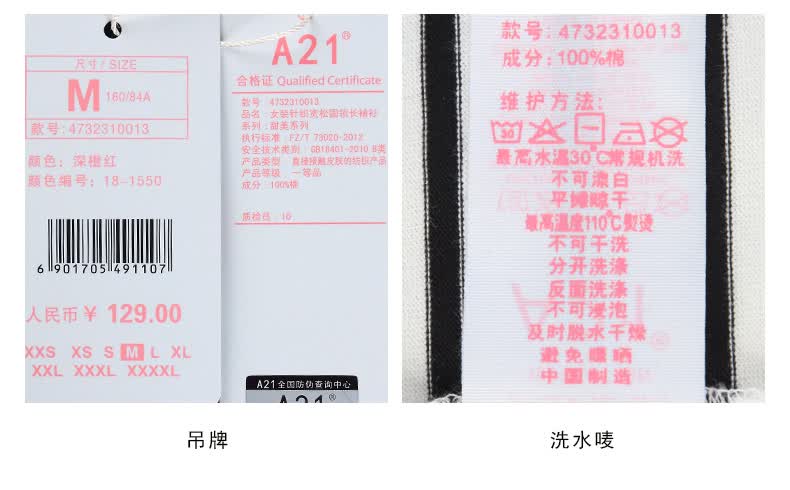 尺寸/SIZE
M 160/84A
款号:4732310013
颜色：深橙红
颜色编号：18-1550
6 901705 491107
人民币￥ 129.00
XXS XS S M L XL
XXL XXXL XXXXL
A21®
合格证 Qualified Certificate
款号：4732310013
品名：女装针织宽松圆领长袖衫
系列：甜美系列
执行标准：FZ/T 73020-2012
安全技术类别：GB18401-2010 B类
产品类型 直接接触皮肤的纺织产品
产品等级 一等品
成分：100%棉
质检员：10
A21全国防伪查询中心
A21®
吊牌
款号:4732310013
成分:100%棉
维护方法:
30
最高水温30℃常规机洗
不可漂白
平摊晾干
最高温度110℃熨烫
不可干洗
分开洗涤
反面洗涤
不可浸泡
及时脱水干燥
避免曝晒
中国制造
洗水唛